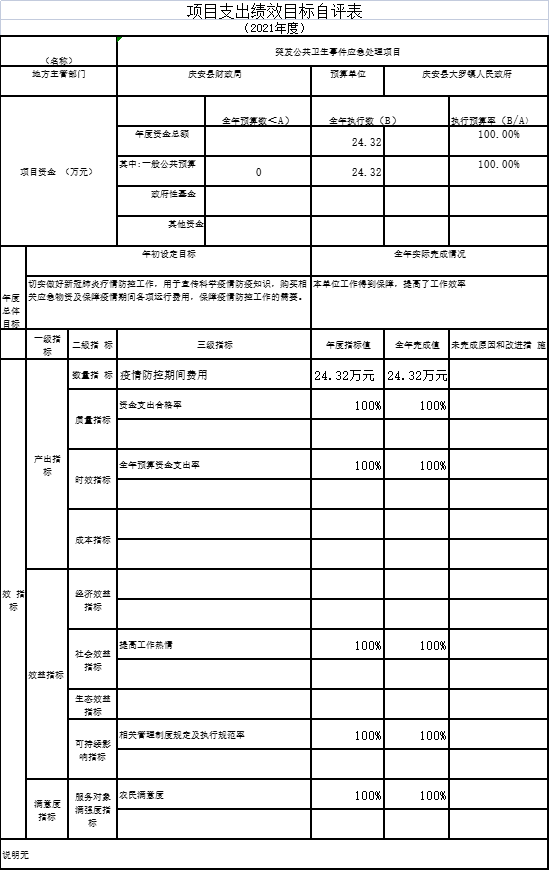 项目支出绩效目标自评表
（2021年度）
（名称）
突发公共卫生事件应急处理项目
地方主管部门 庆安县财政局 预算单位 庆安县大罗镇人民政府
项目资金 （万元）
全年预算数＜A） 全年执行数（B） 执行预算率（B/A）
年度资金总额 24.32 100.00%
其中:一般公共预算 0 24.32 100.00%
政府性基金
其他资金
年度
总体
目标
年初设定目标 全年实际完成情况
切实做好新冠肺炎疗情防控工作，用于宣传科学疫情防疫知识，购买相
关应急物资及保障疫情期间各项运行费用，保障疫情防控工作的需要。
本单位工作得到保障，提高了工作效率
一级指
标
二级指 标 三级指标 年度指标值 全年完成值 未完成原因和改进措 施
效 指
标
产出指
标
数量指 标 疫情防控期间费用 24.32万元 24.32万元
质量指标
资金支出合格率 100% 100%
时效指标
全年预算资金支出率 100% 100%
成本指标
效益指标
经济效益
指标
社会效益
指标
提高工作热情 100% 100%
生态效益
指标
可持续影
响指标
相关管理制度规定及执行规范率 100% 100%
满意度
指标
服务对象
满强度指
标
农民满意度 100% 100%
说明无